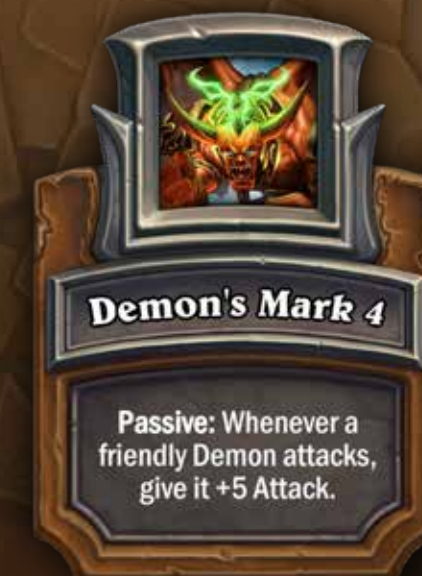 Demon's Mark 4
Passive: Whenever a
friendly Demon attacks,
give it +5 Attack.